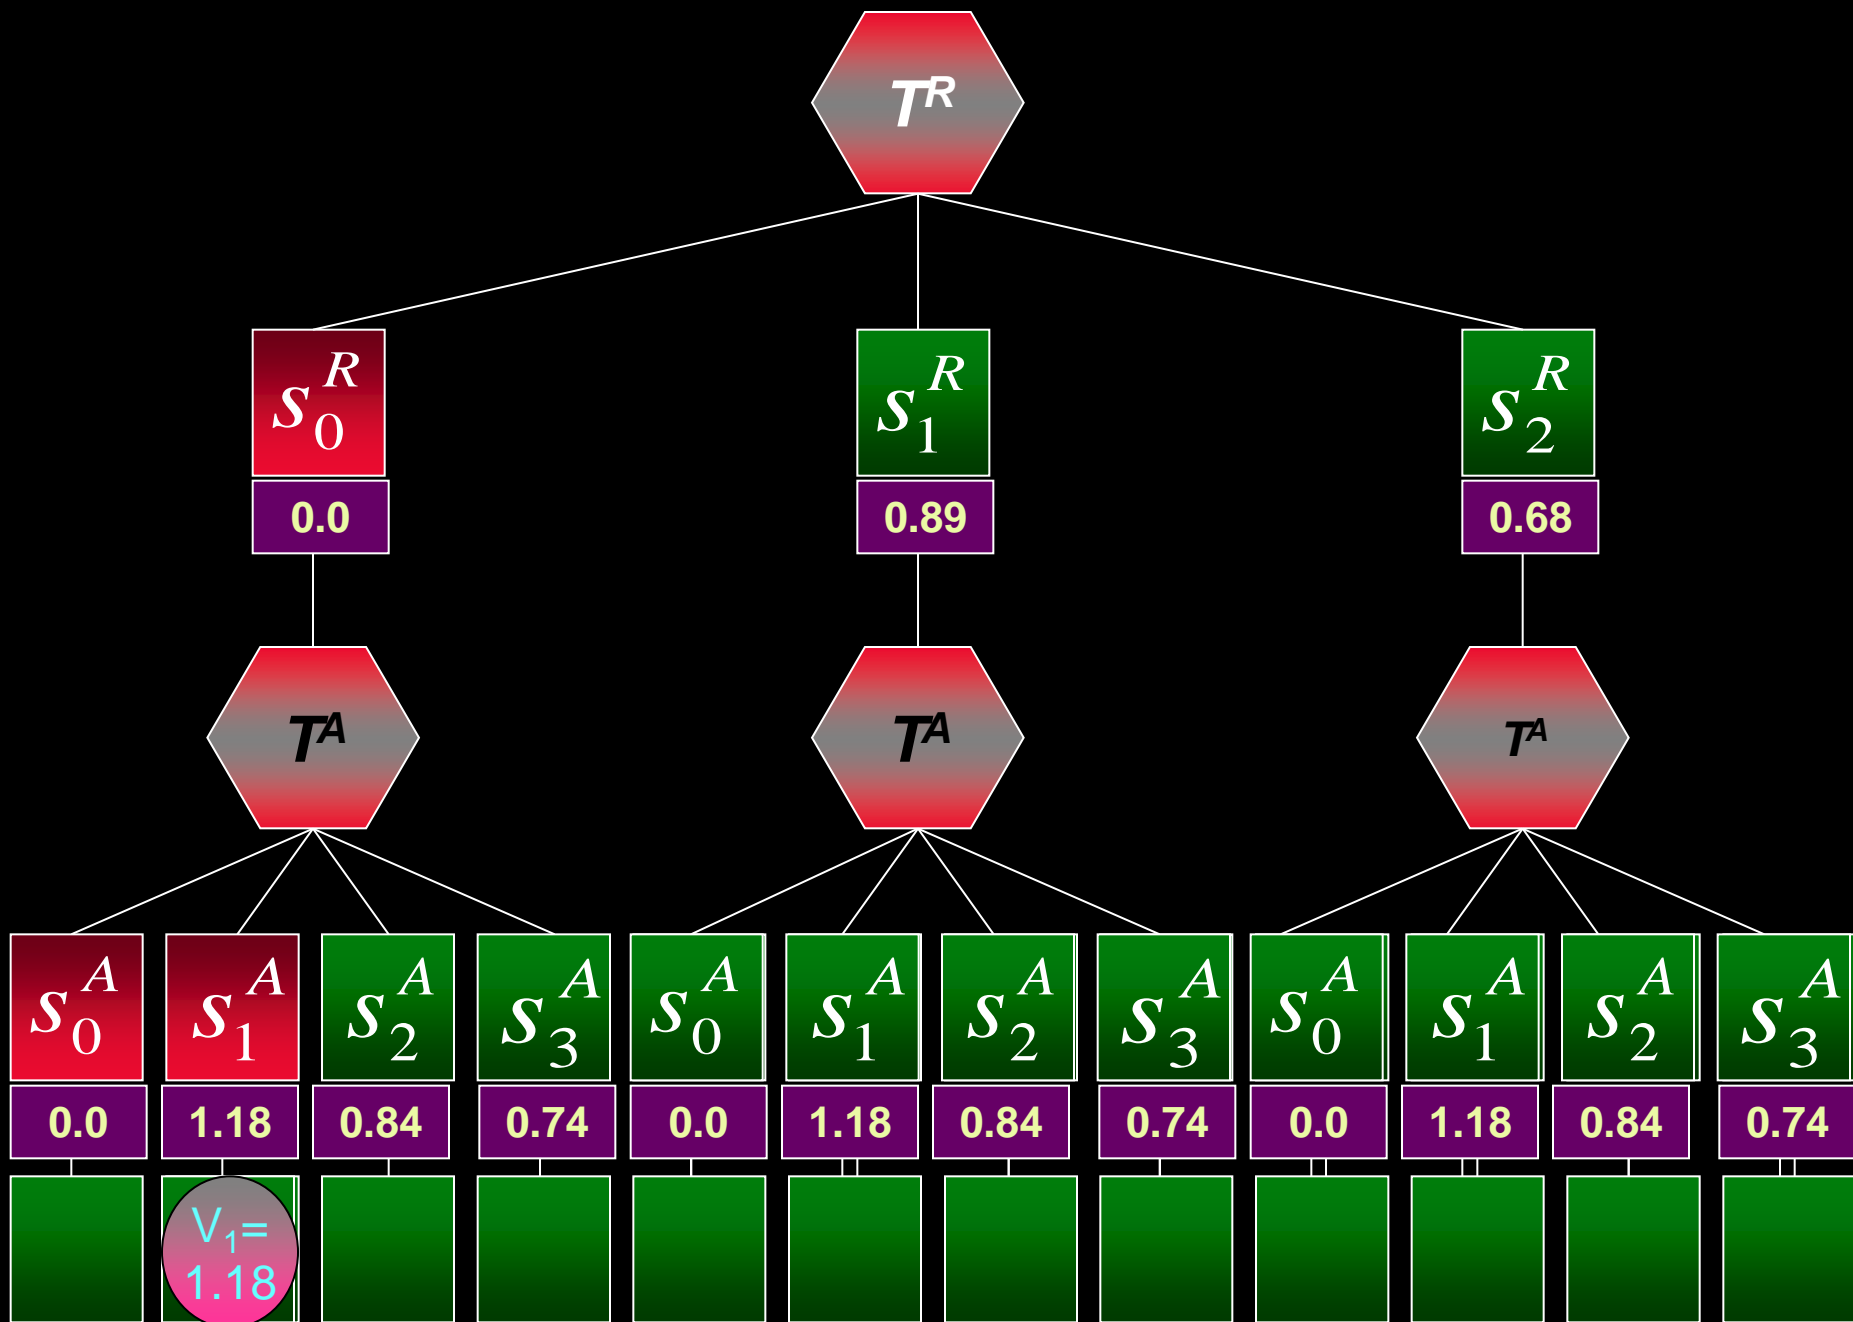 T^R
s_0^R s_1^R s_2^R
0.0 0.89 0.68
T^A T^A T^A
s_0^A s_1^A s_2^A s_3^A s_0^A s_1^A s_2^A s_3^A s_0^A s_1^A s_2^A s_3^A
0.0 1.18 0.84 0.74 0.0 1.18 0.84 0.74 0.0 1.18 0.84 0.74
V_1=
1.18